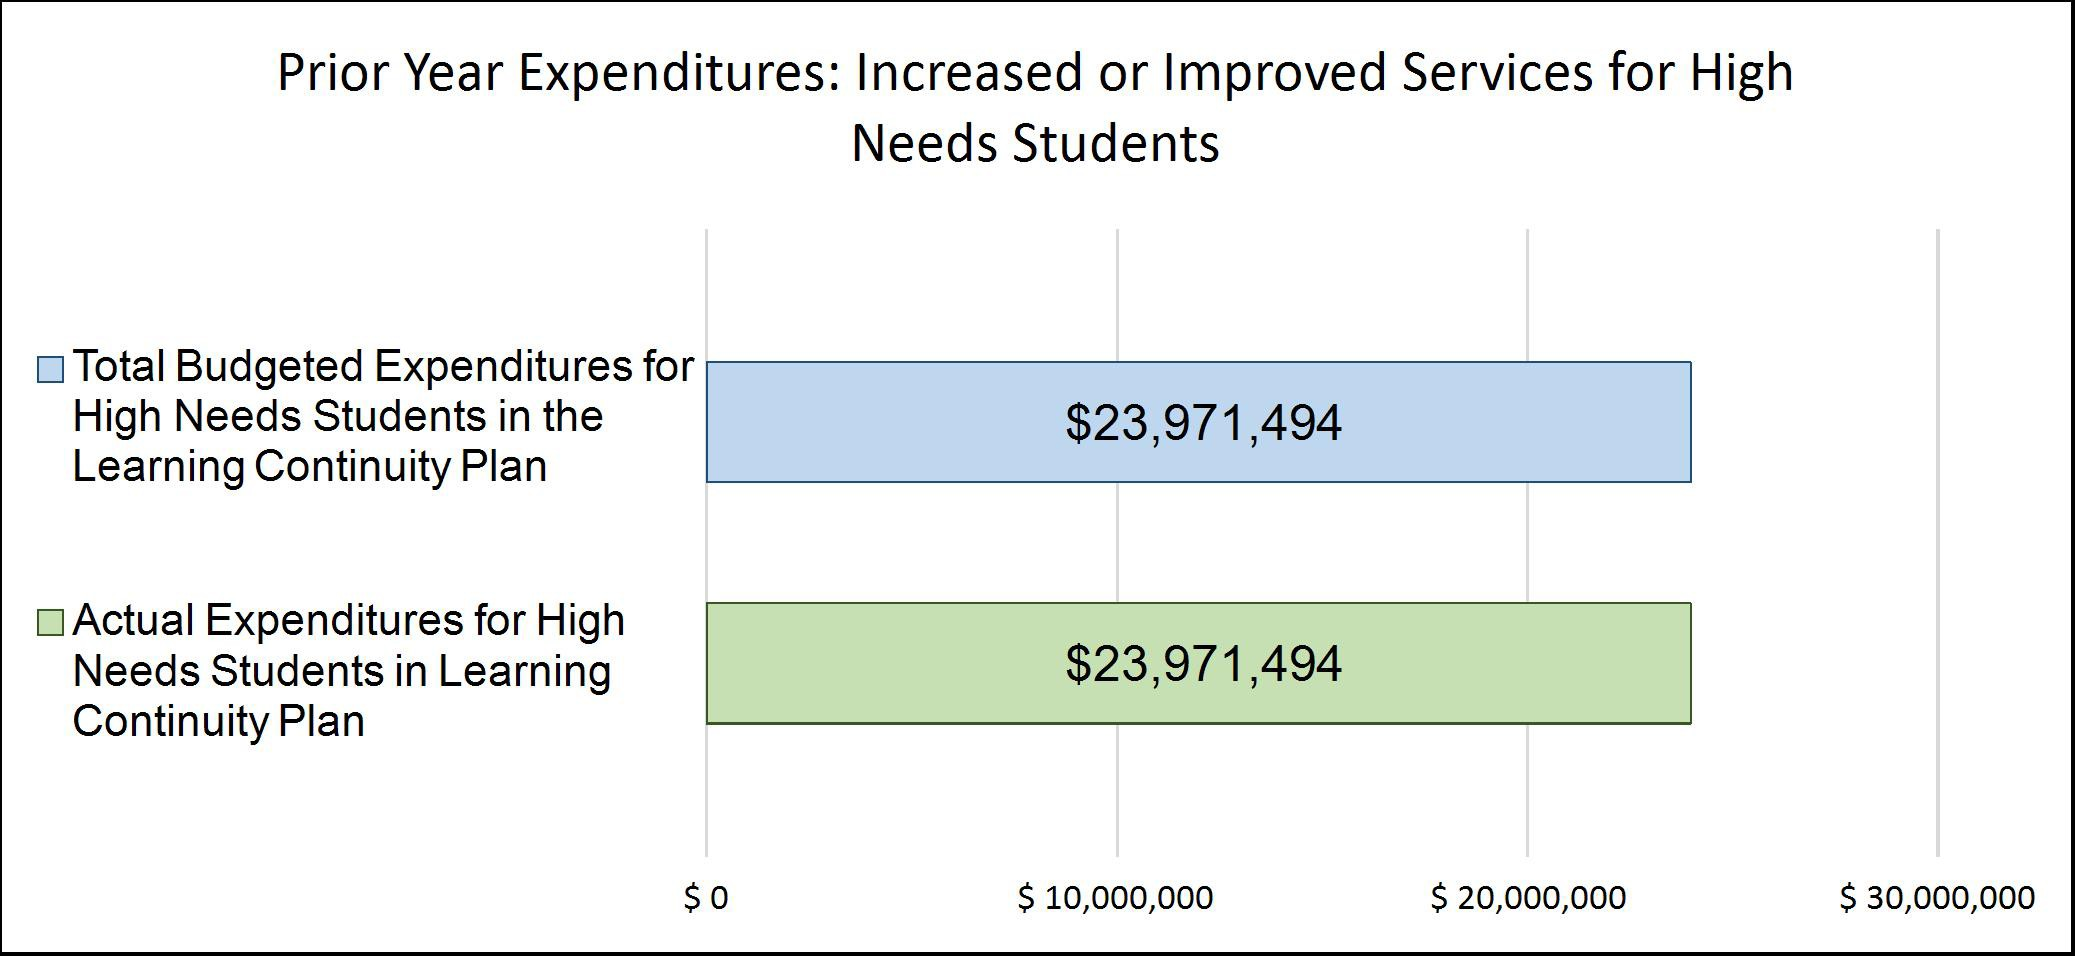 Prior Year Expenditures: Increased or Improved Services for High
Needs Students
Total Budgeted Expenditures for
High Needs Students in the
Learning Continuity Plan
$23,971,494
Actual Expenditures for High
Needs Students in Learning
Continuity Plan
$23,971,494
$ 0
$ 10,000,000
$ 20,000,000
$ 30,000,000